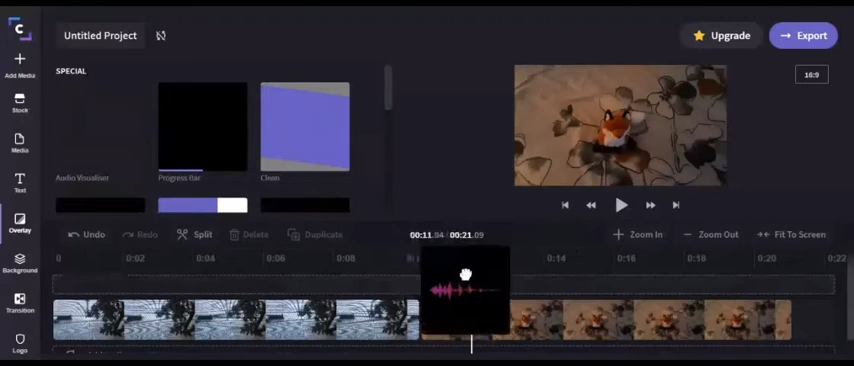 Untitled Project
Upgrade
Export
Add Media
Stock
Media
Text
Overlay
Background
Transition
Logo
SPECIAL
Audio Visualiser
Progress Bar
Clean
16:9
Undo
Redo
Split
Delete
Duplicate
00:11.94 / 00:21.09
Zoom In
Zoom Out
Fit To Screen
0
0:02
0:04
0:06
0:08
0:14
0:16
0:18
0:20
0:22